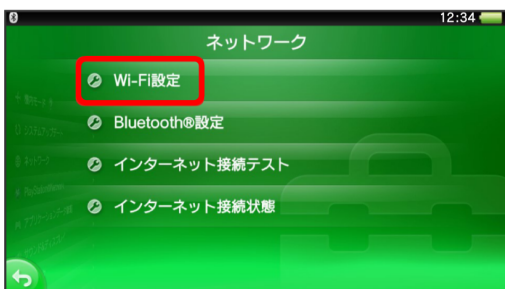 12:34
ネットワーク
Wi-Fi設定
Bluetooth®設定
インターネット接続テスト
インターネット接続状態